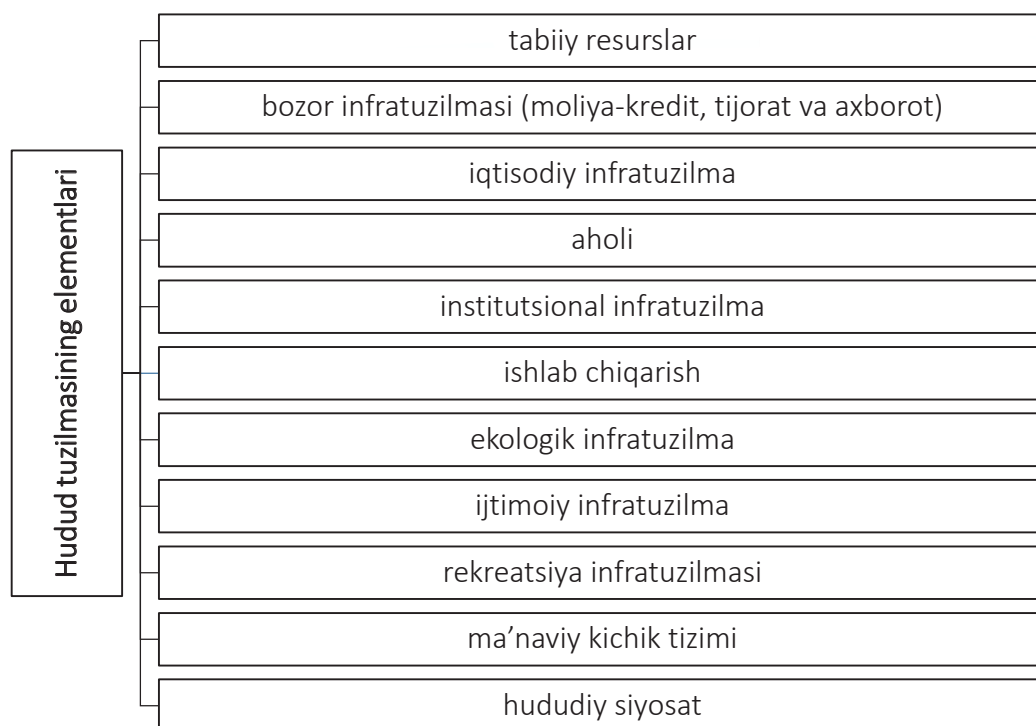 Hudud tuzilmasining elementlari
tabiiy resurslar
bozor infratuzilmasi (moliya-kredit, tijorat va axborot)
iqtisodiy infratuzilma
aholi
institutsional infratuzilma
ishlab chiqarish
ekologik infratuzilma
ijtimoiy infratuzilma
rekreatsiya infratuzilmasi
ma’naviy kichik tizimi
hududiy siyosat